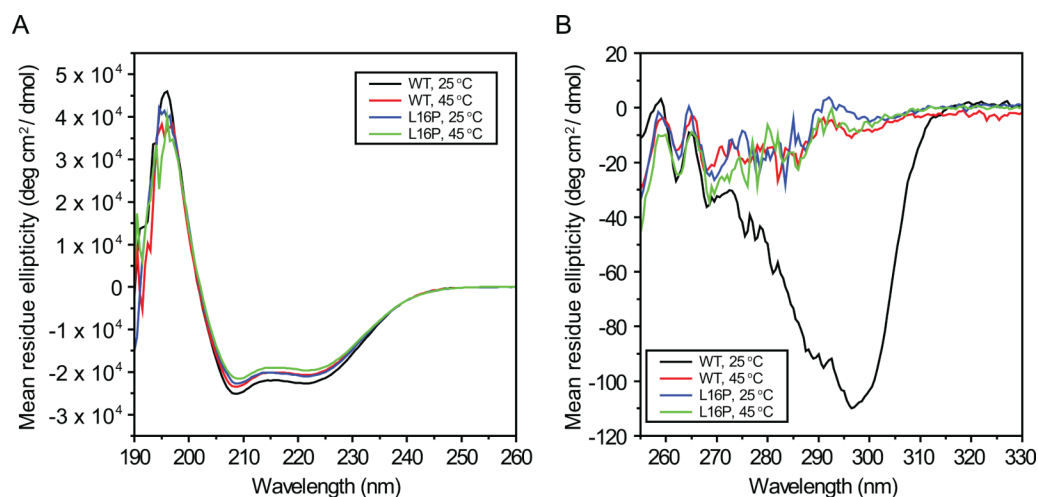 A
B
Mean residue ellipticity (deg cm²/ dmol)
5 x 10⁴
4 x 10⁴
3 x 10⁴
2 x 10⁴
1 x 10⁴
0
-1 x 10⁴
-2 x 10⁴
-3 x 10⁴
WT, 25 °C
WT, 45 °C
L16P, 25 °C
L16P, 45 °C
190 200 210 220 230 240 250 260
Wavelength (nm)
Mean residue ellipticity (deg cm²/ dmol)
20
0
-20
-40
-60
-80
-100
-120
WT, 25 °C
WT, 45 °C
L16P, 25 °C
L16P, 45 °C
260 270 280 290 300 310 320 330
Wavelength (nm)